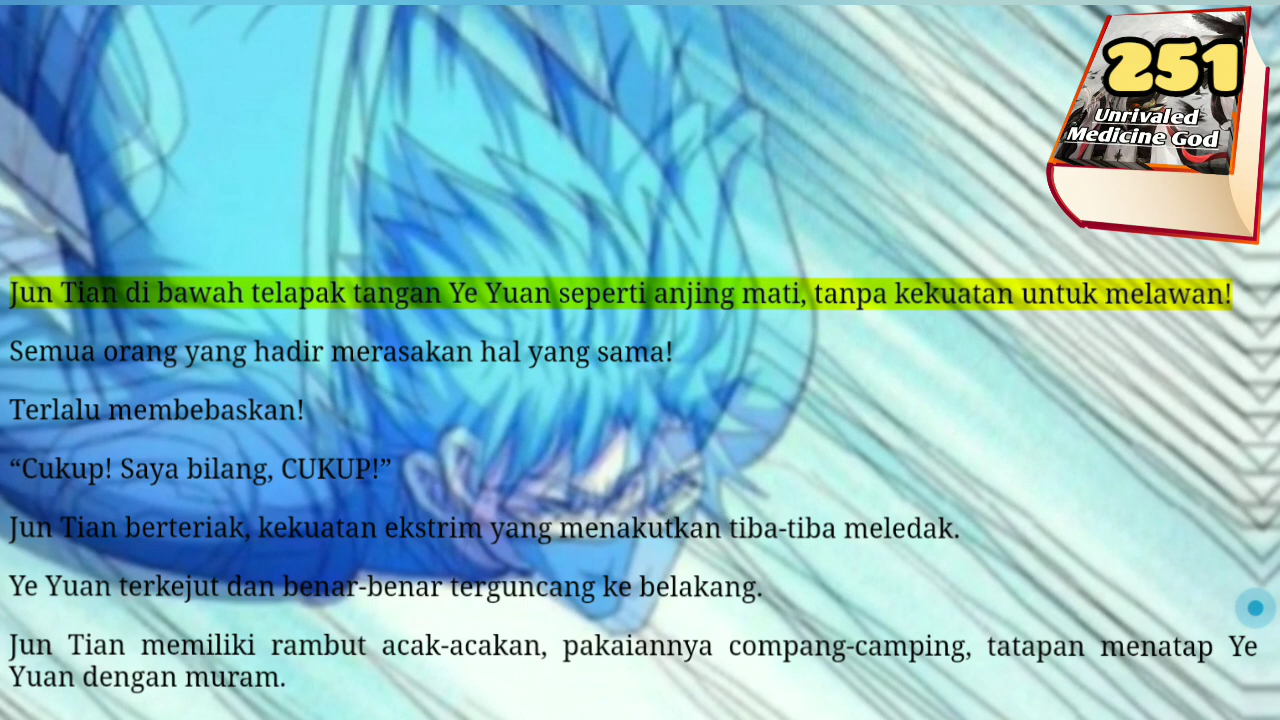 251
Unrivaled
Medicine God
Jun Tian di bawah telapak tangan Ye Yuan seperti anjing mati, tanpa kekuatan untuk melawan!
Semua orang yang hadir merasakan hal yang sama!
Terlalu membebaskan!
“Cukup! Saya bilang, CUKUP!”
Jun Tian berteriak, kekuatan ekstrim yang menakutkan tiba-tiba meledak.
Ye Yuan terkejut dan benar-benar terguncang ke belakang.
Jun Tian memiliki rambut acak-acakan, pakaiannya compang-camping, tatapan menatap Ye
Yuan dengan muram.